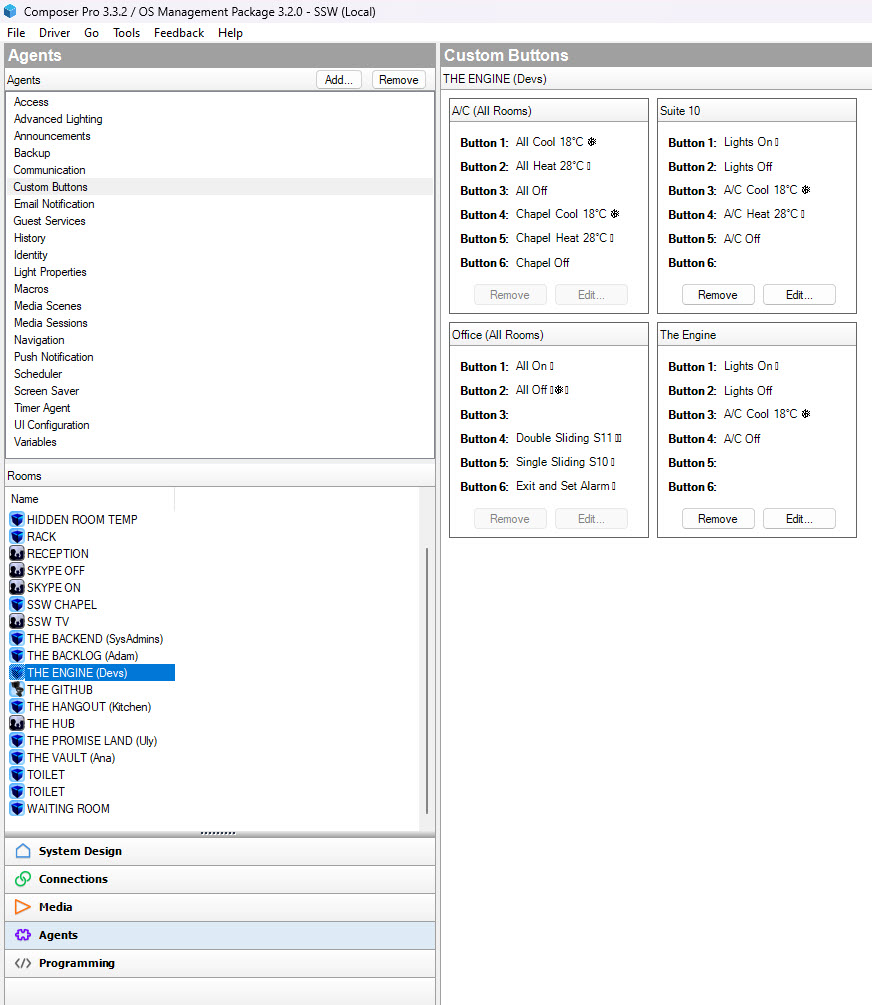 Composer Pro 3.3.2 / OS Management Package 3.2.0 - SSW (Local)
File Driver Go Tools Feedback Help
Agents
Agents Add... Remove
Access
Advanced Lighting
Announcements
Backup
Communication
Custom Buttons
Email Notification
Guest Services
History
Identity
Light Properties
Macros
Media Scenes
Media Sessions
Navigation
Push Notification
Scheduler
Screen Saver
Timer Agent
UI Configuration
Variables
Rooms
Name
HIDDEN ROOM TEMP
RACK
RECEPTION
SKYPE OFF
SKYPE ON
SSW CHAPEL
SSW TV
THE BACKEND (SysAdmins)
THE BACKLOG (Adam)
THE ENGINE (Devs)
THE GITHUB
THE HANGOUT (Kitchen)
THE HUB
THE PROMISE LAND (Uly)
THE VAULT (Ana)
TOILET
TOILET
WAITING ROOM
System Design
Connections
Media
Agents
Programming
Custom Buttons
THE ENGINE (Devs)
A/C (All Rooms)
Button 1: All Cool 18°C ❄
Button 2: All Heat 28°C ▯
Button 3: All Off
Button 4: Chapel Cool 18°C ❄
Button 5: Chapel Heat 28°C ▯
Button 6: Chapel Off
Remove Edit...
Suite 10
Button 1: Lights On ▯
Button 2: Lights Off
Button 3: A/C Cool 18°C ❄
Button 4: A/C Heat 28°C ▯
Button 5: A/C Off
Button 6:
Remove Edit...
Office (All Rooms)
Button 1: All On ▯
Button 2: All Off ▯❄▯
Button 3:
Button 4: Double Sliding S11 ▯▯
Button 5: Single Sliding S10 ▯
Button 6: Exit and Set Alarm ▯
Remove Edit...
The Engine
Button 1: Lights On ▯
Button 2: Lights Off
Button 3: A/C Cool 18°C ❄
Button 4: A/C Off
Button 5:
Button 6:
Remove Edit...